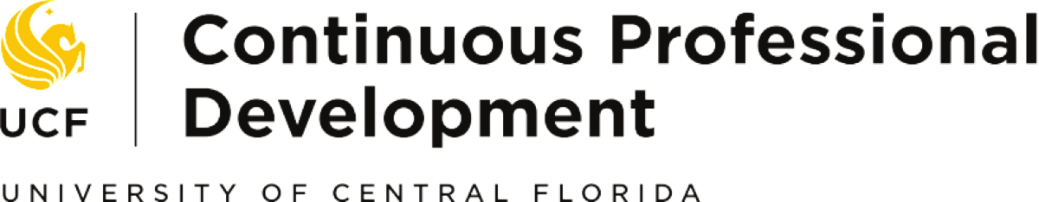 UCF
Continuous Professional
Development
UNIVERSITY OF CENTRAL FLORIDA